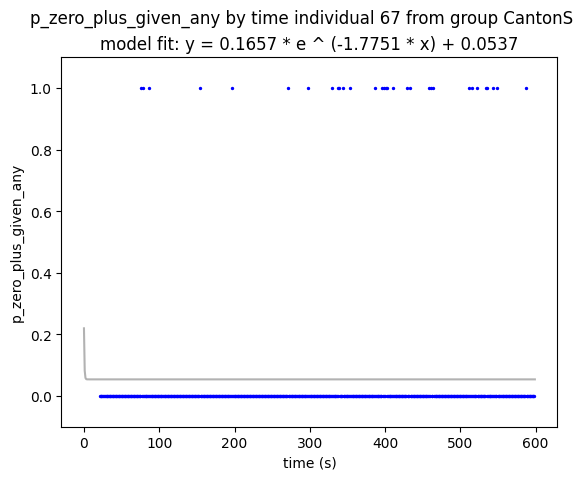 p_zero_plus_given_any by time individual 67 from group CantonS
model fit: y = 0.1657 * e ^ (-1.7751 * x) + 0.0537
p_zero_plus_given_any
1.0
0.8
0.6
0.4
0.2
0.0
0 100 200 300 400 500 600
time (s)